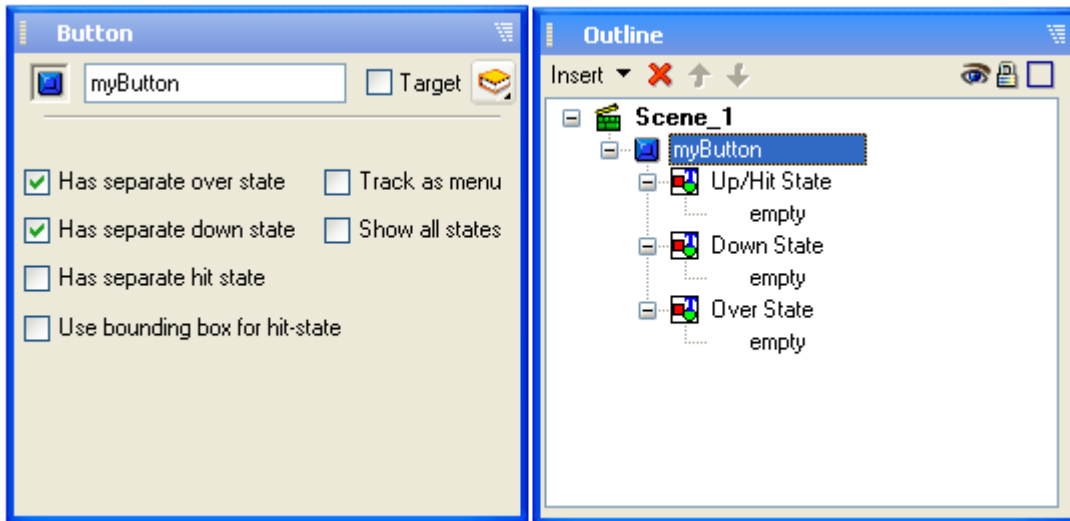 Button
myButton
Target
Has separate over state
Track as menu
Has separate down state
Show all states
Has separate hit state
Use bounding box for hit-state
Outline
Insert
Scene_1
myButton
Up/Hit State
empty
Down State
empty
Over State
empty